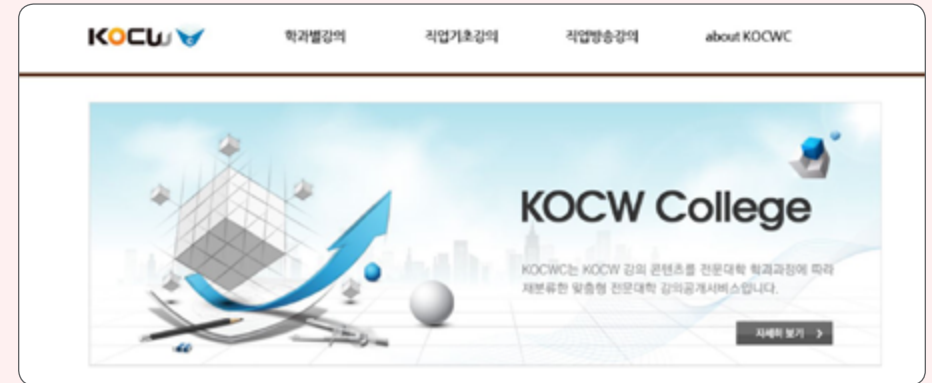 KOCW
학과별강의 직업기초강의 직업방송강의 about KOCWC
KOCW College
KOCWC는 KOCW 강의 콘텐츠를 전문대학 학과과정에 따라
재분류한 맞춤형 전문대학 강의공개서비스입니다.
자세히 보기 >